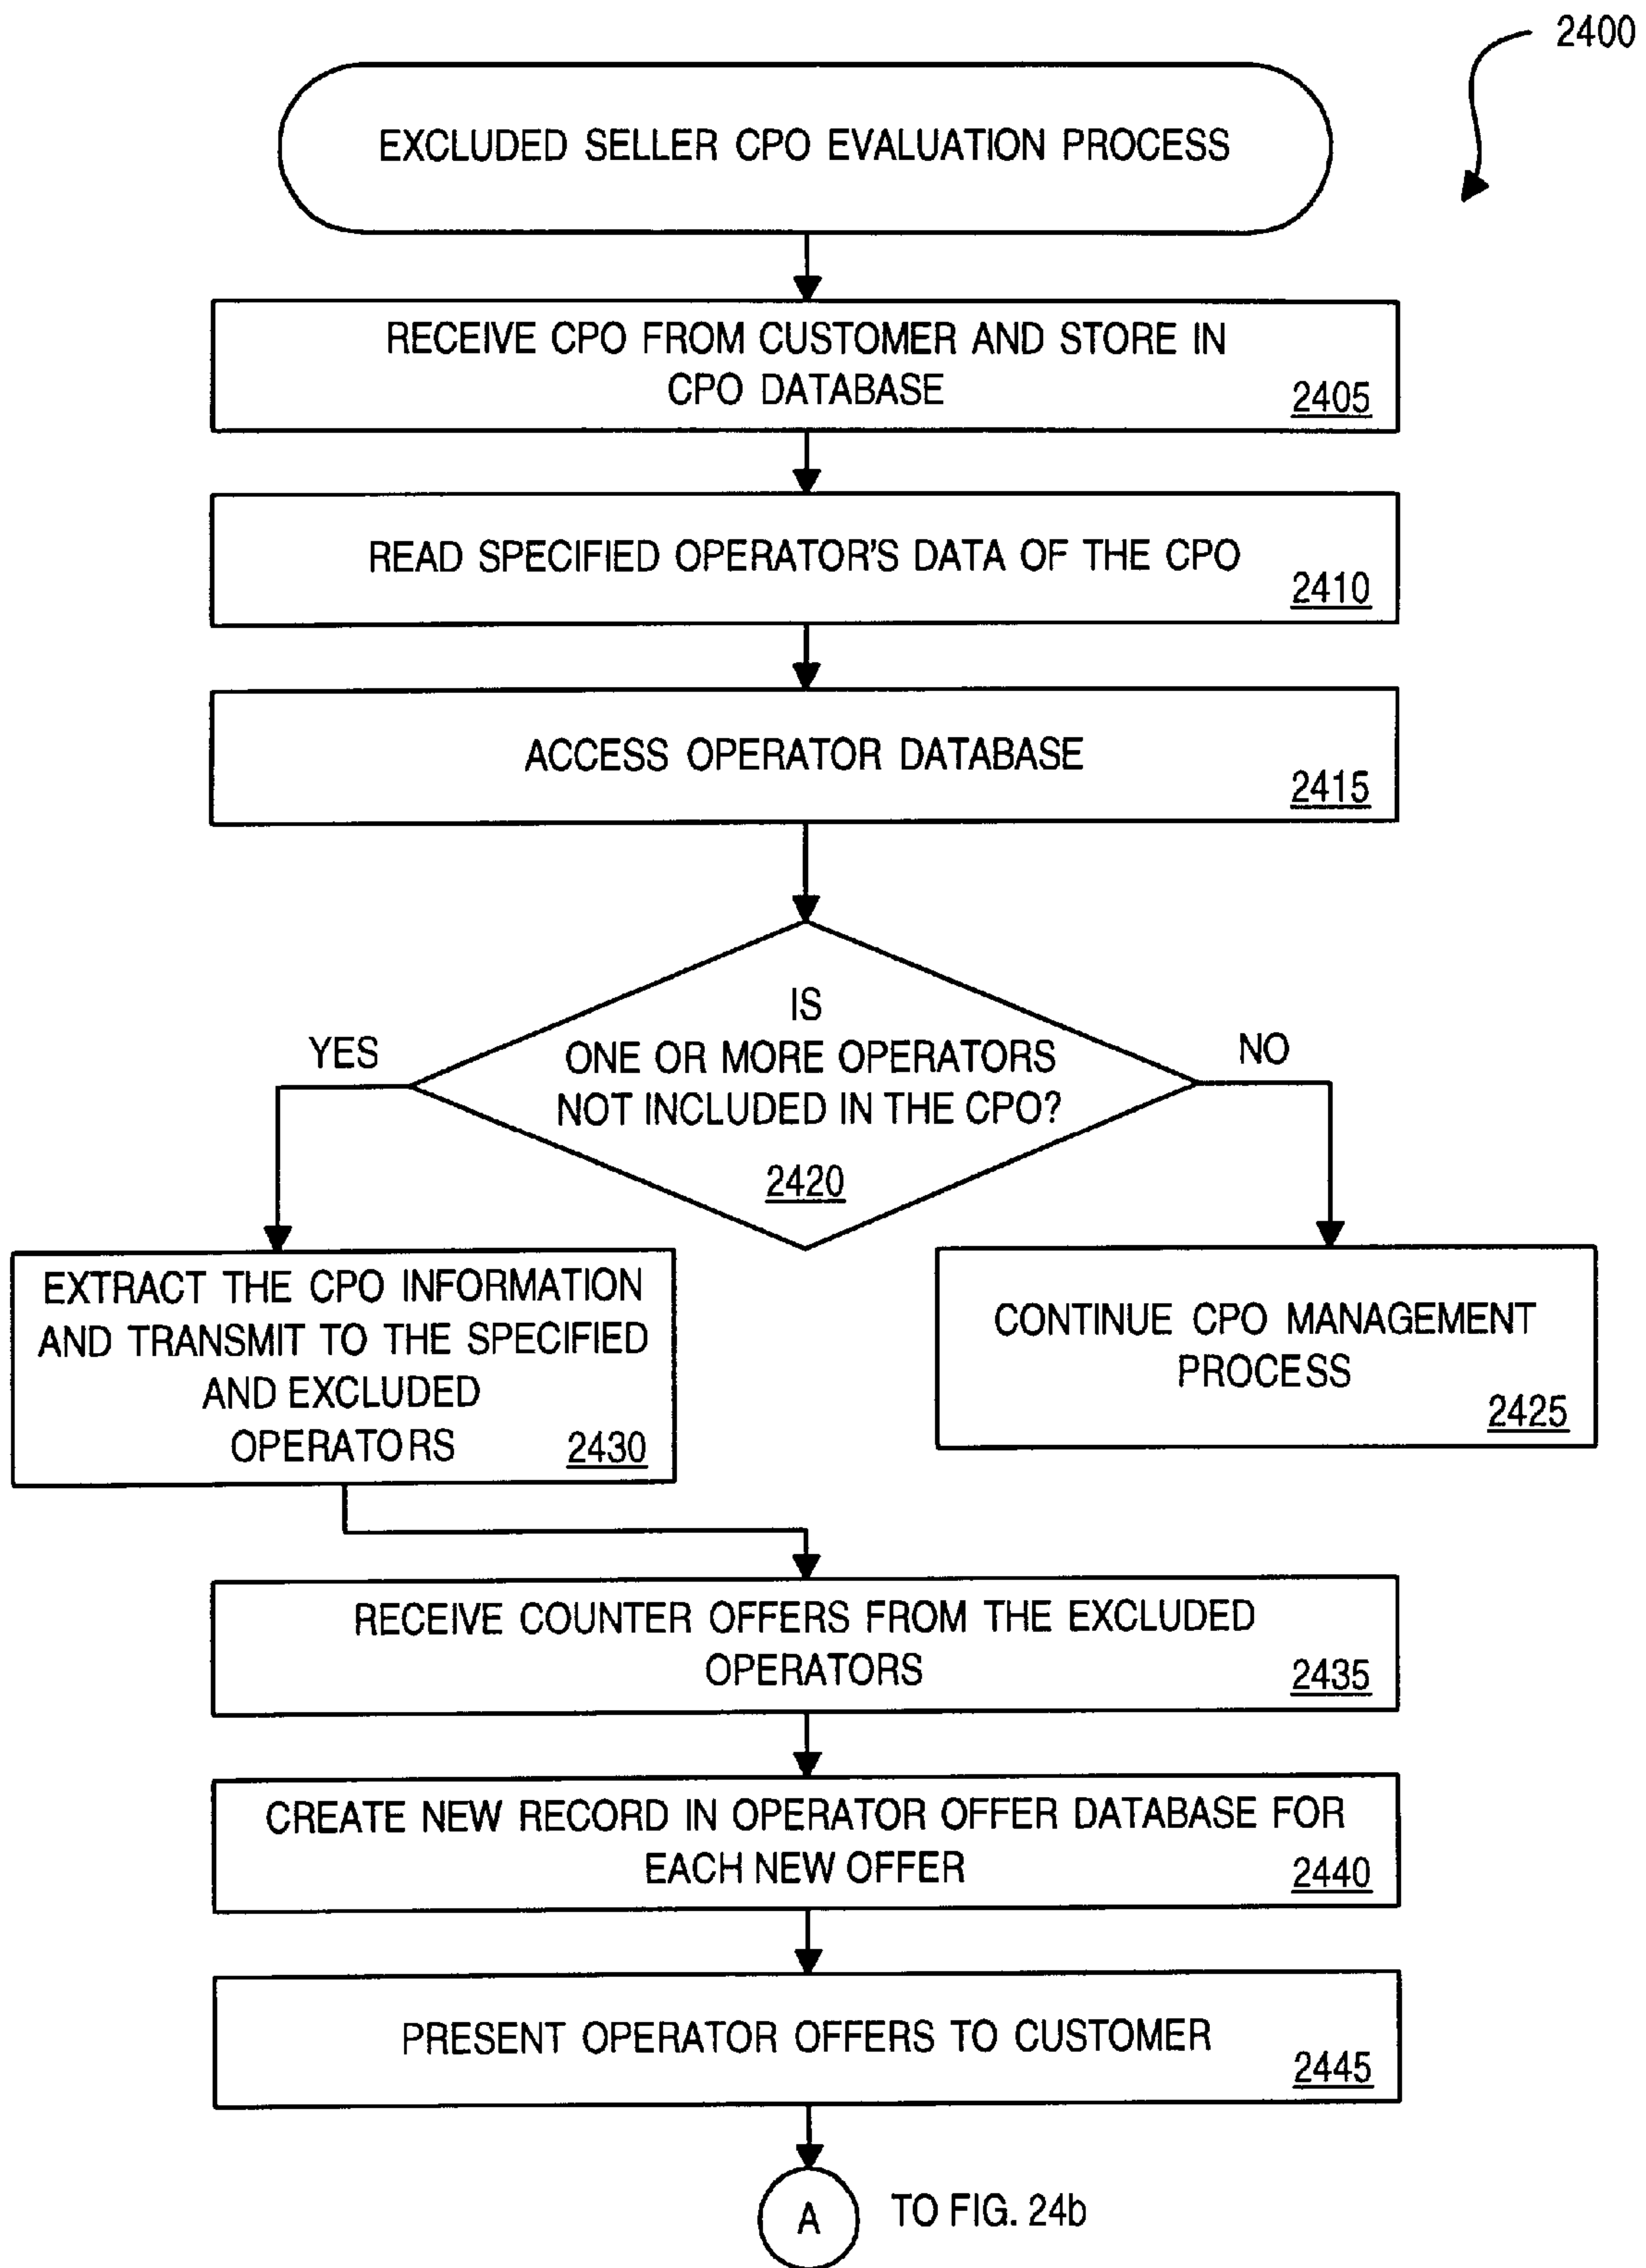 2400
EXCLUDED SELLER CPO EVALUATION PROCESS
RECEIVE CPO FROM CUSTOMER AND STORE IN
CPO DATABASE
2405
READ SPECIFIED OPERATOR'S DATA OF THE CPO
2410
ACCESS OPERATOR DATABASE
2415
IS
ONE OR MORE OPERATORS
NOT INCLUDED IN THE CPO?
2420
YES
NO
EXTRACT THE CPO INFORMATION
AND TRANSMIT TO THE SPECIFIED
AND EXCLUDED
OPERATORS
2430
CONTINUE CPO MANAGEMENT
PROCESS
2425
RECEIVE COUNTER OFFERS FROM THE EXCLUDED
OPERATORS
2435
CREATE NEW RECORD IN OPERATOR OFFER DATABASE FOR
EACH NEW OFFER
2440
PRESENT OPERATOR OFFERS TO CUSTOMER
2445
A
TO FIG. 24b